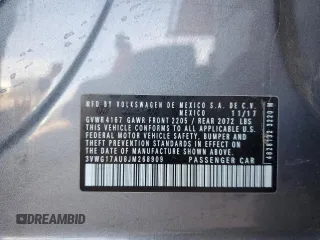 MFD BY VOLKSWAGEN DE MEXICO S.A. DE C.V.
MEXICO 11/17
GVWR 4167 GAWR FRONT 2205 / REAR 2072 LBS
THIS VEHICLE CONFORMS TO ALL APPLICABLE U.S.
FEDERAL MOTOR VEHICLE SAFETY, BUMPER AND
THEFT PREVENTION STANDARDS IN EFFECT ON THE
DATE OF MANUFACTURE SHOWN ABOVE.
3VWG17AU8JM268909 PASSENGER CAR
DREAMBID